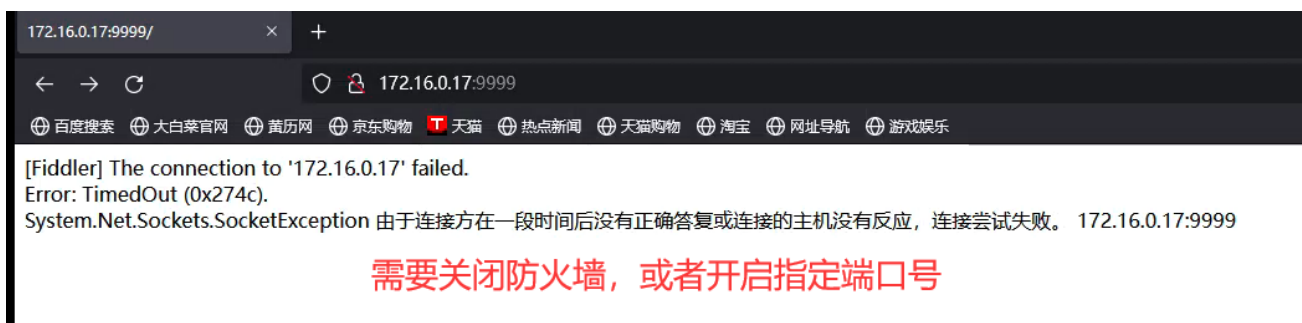 172.16.0.17:9999/
172.16.0.17:9999
百度搜索 大白菜官网 黄历网 京东购物 T 天猫 热点新闻 天猫购物 淘宝 网址导航 游戏娱乐
[Fiddler] The connection to '172.16.0.17' failed.
Error: TimedOut (0x274c).
System.Net.Sockets.SocketException 由于连接方在一段时间后没有正确答复或连接的主机没有反应，连接尝试失败。 172.16.0.17:9999
需要关闭防火墙，或者开启指定端口号